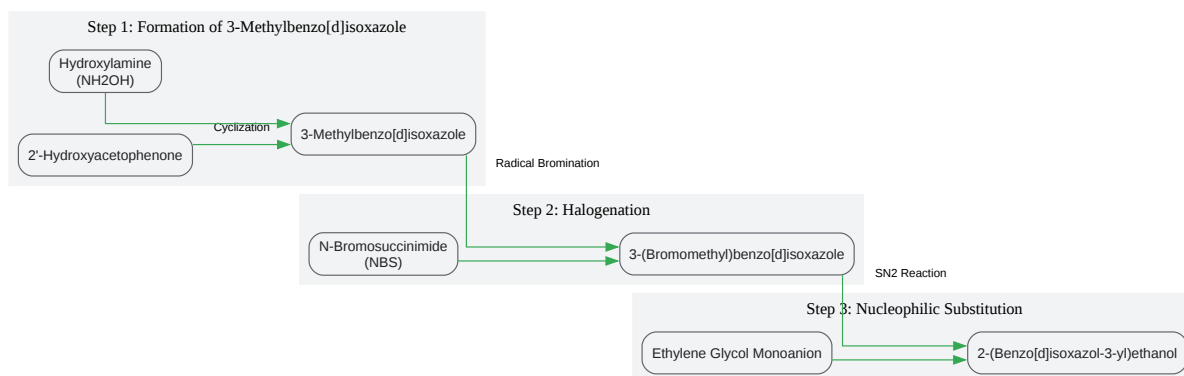 Step 1: Formation of 3-Methylbenzo[d]isoxazole
Hydroxylamine
(NH2OH)
Cyclization
3-Methylbenzo[d]isoxazole
2'-Hydroxyacetophenone
Radical Bromination
Step 2: Halogenation
N-Bromosuccinimide
(NBS)
3-(Bromomethyl)benzo[d]isoxazole
SN2 Reaction
Step 3: Nucleophilic Substitution
Ethylene Glycol Monoanion
2-(Benzo[d]isoxazol-3-yl)ethanol